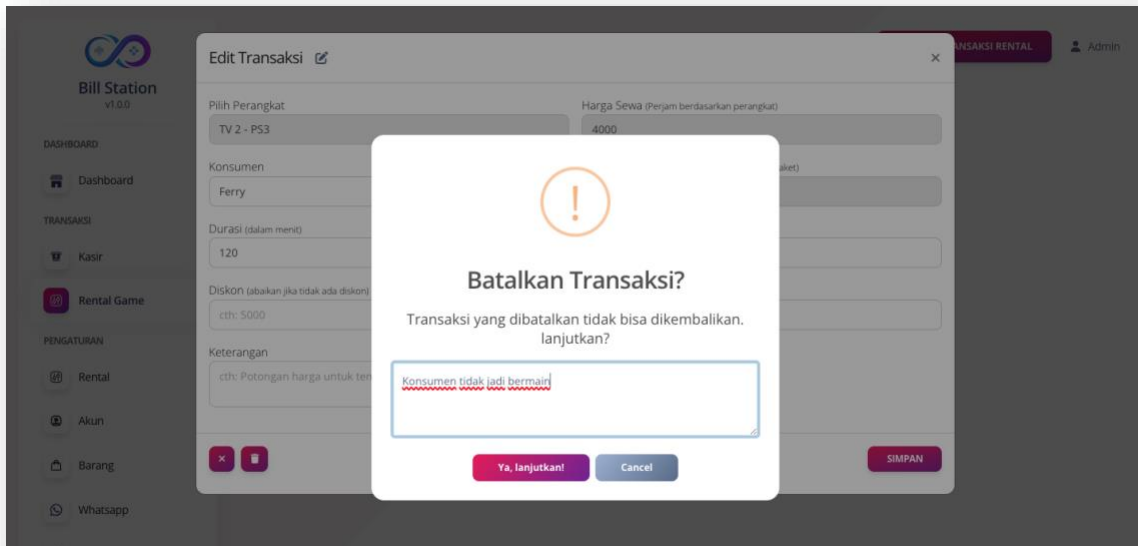 Bill Station
v1.0.0
DASHBOARD
Dashboard
TRANSAKSI
Kasir
Rental Game
PENGATURAN
Rental
Akun
Barang
Whatsapp
TRANSAKSI RENTAL
Admin
Edit Transaksi
×
Pilih Perangkat
Harga Sewa (Perjam berdasarkan perangkat)
TV 2 - PS3
4000
Konsumen
Ferry
Durasi (dalam menit)
120
Diskon (abaikan jika tidak ada diskon)
cth: 5000
Keterangan
cth: Potongan harga untuk
SIMPAN
!
Batalkan Transaksi?
Transaksi yang dibatalkan tidak bisa dikembalikan.
lanjutkan?
Konsumen tidak jadi bermain
Ya, lanjutkan!
Cancel